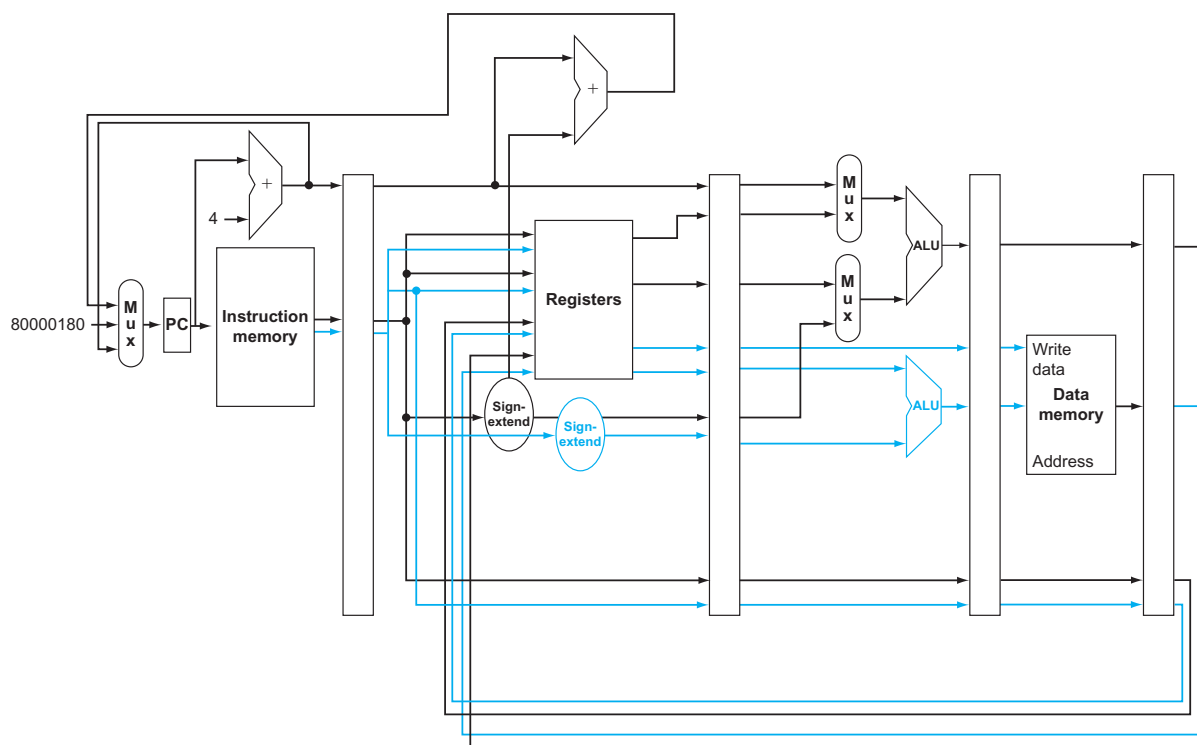 +
+
4
M
u
x
M
u
x
ALU
M
u
x
80000180
PC
Instruction
memory
Registers
Write
data
Data
memory
Address
ALU
Sign-
extend
Sign-
extend